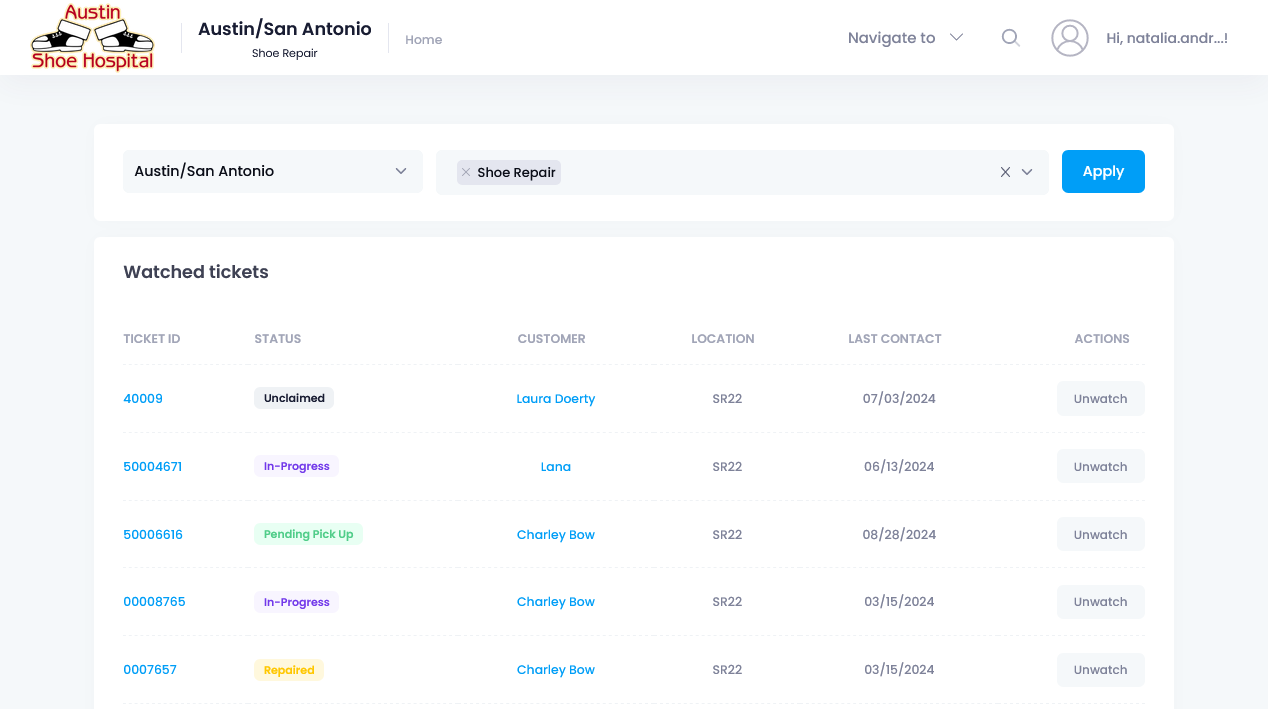 Austin
Shoe Hospital
Austin/San Antonio
Shoe Repair
Home
Navigate to
Hi, natalia.andr...!
Austin/San Antonio
Shoe Repair
Apply
Watched tickets
TICKET ID STATUS CUSTOMER LOCATION LAST CONTACT ACTIONS
40009 Unclaimed Laura Doerty SR22 07/03/2024 Unwatch
50004671 In-Progress Lana SR22 06/13/2024 Unwatch
50006616 Pending Pick Up Charley Bow SR22 08/28/2024 Unwatch
00008765 In-Progress Charley Bow SR22 03/15/2024 Unwatch
0007657 Repaired Charley Bow SR22 03/15/2024 Unwatch